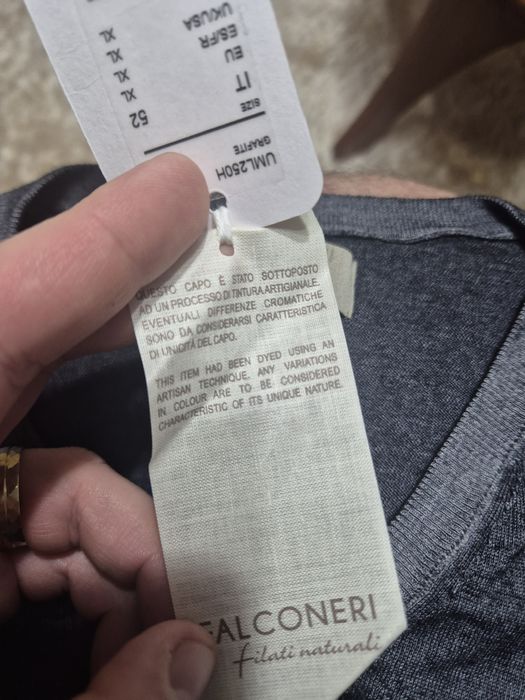 UML250H
GRAFITE
SIZE
IT 52
EU XL
ES/FR XL
UK/USA XL
QUESTO CAPO È STATO SOTTOPOSTO
AD UN PROCESSO DI TINTURA ARTIGIANALE.
EVENTUALI DIFFERENZE CROMATICHE
SONO DA CONSIDERARSI CARATTERISTICA
DI UNICITÀ DEL CAPO.
THIS ITEM HAD BEEN DYED USING AN
ARTISAN TECHNIQUE. ANY VARIATIONS
IN COLOUR ARE TO BE CONSIDERED
CHARACTERISTIC OF ITS UNIQUE NATURE.
FALCONERI
filati naturali